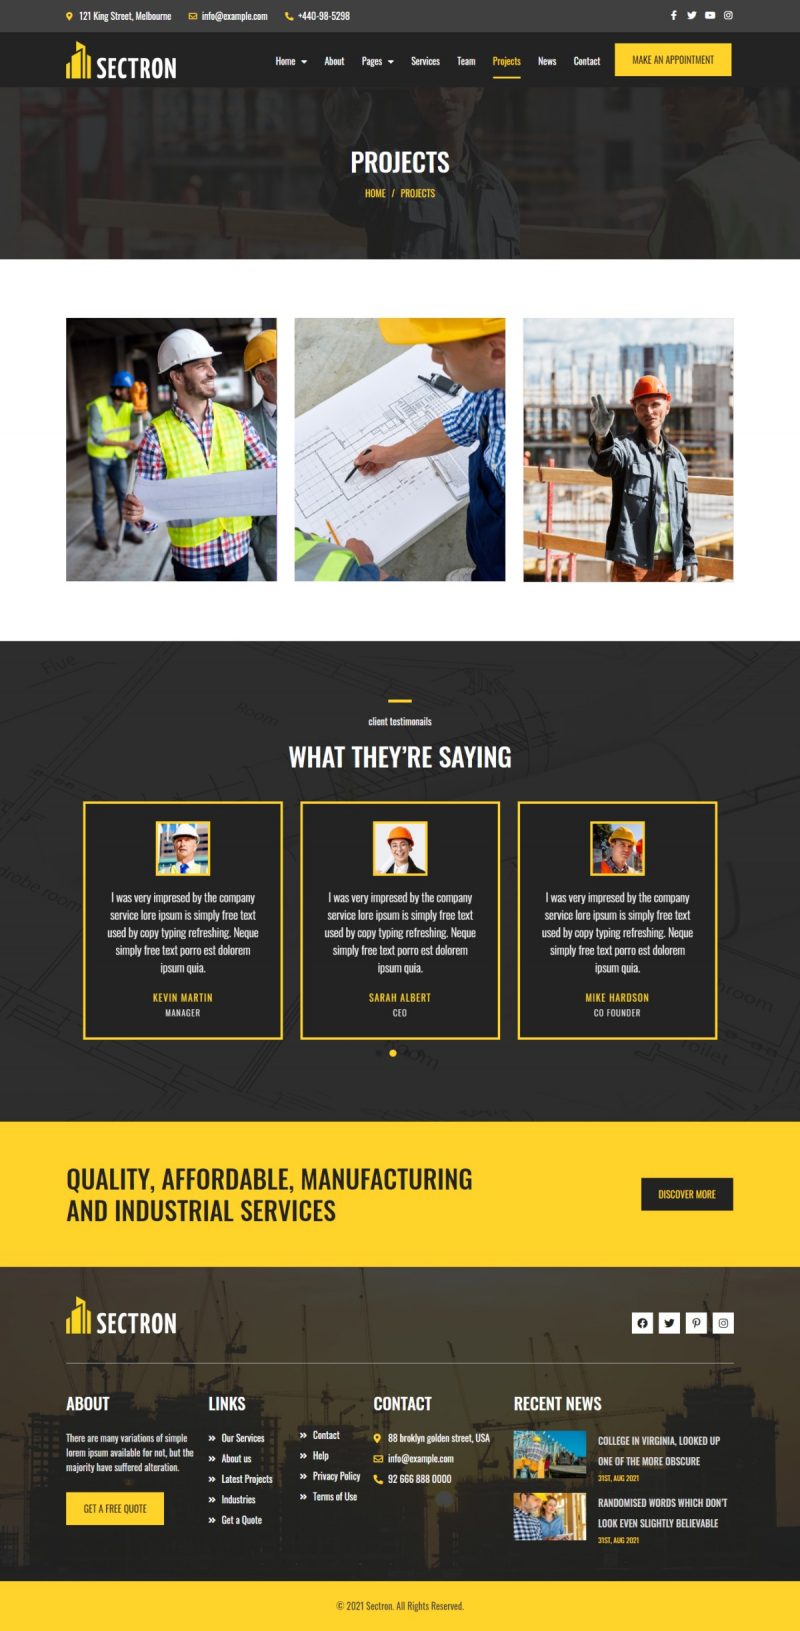 121 King Street, Melbourne info@example.com +440-98-5298
SECTRON Home About Pages Services Team Projects News Contact MAKE AN APPOINTMENT
PROJECTS
HOME / PROJECTS
Flue
Room
client testimonails
WHAT THEY'RE SAYING
I was very impresed by the company
service lore ipsum is simply free text
used by copy typing refreshing. Neque
simply free text porro est dolorem
ipsum quia.
KEVIN MARTIN
MANAGER
I was very impresed by the company
service lore ipsum is simply free text
used by copy typing refreshing. Neque
simply free text porro est dolorem
ipsum quia.
SARAH ALBERT
CEO
I was very impresed by the company
service lore ipsum is simply free text
used by copy typing refreshing. Neque
simply free text porro est dolorem
ipsum quia.
MIKE HARDSON
CO FOUNDER
QUALITY, AFFORDABLE, MANUFACTURING
AND INDUSTRIAL SERVICES
DISCOVER MORE
SECTRON
ABOUT
There are many variations of simple
lorem ipsum available for not, but the
majority have suffered alteration.
GET A FREE QUOTE
LINKS
Our Services
About us
Latest Projects
Industries
Get a Quote
Contact
Help
Privacy Policy
Terms of Use
CONTACT
88 broklyn golden street, USA
info@example.com
92 666 888 0000
RECENT NEWS
COLLEGE IN VIRGINIA, LOOKED UP
ONE OF THE MORE OBSCURE
31ST, AUG 2021
RANDOMISED WORDS WHICH DON'T
LOOK EVEN SLIGHTLY BELIEVABLE
31ST, AUG 2021
© 2021 Sectron. All Rights Reserved.